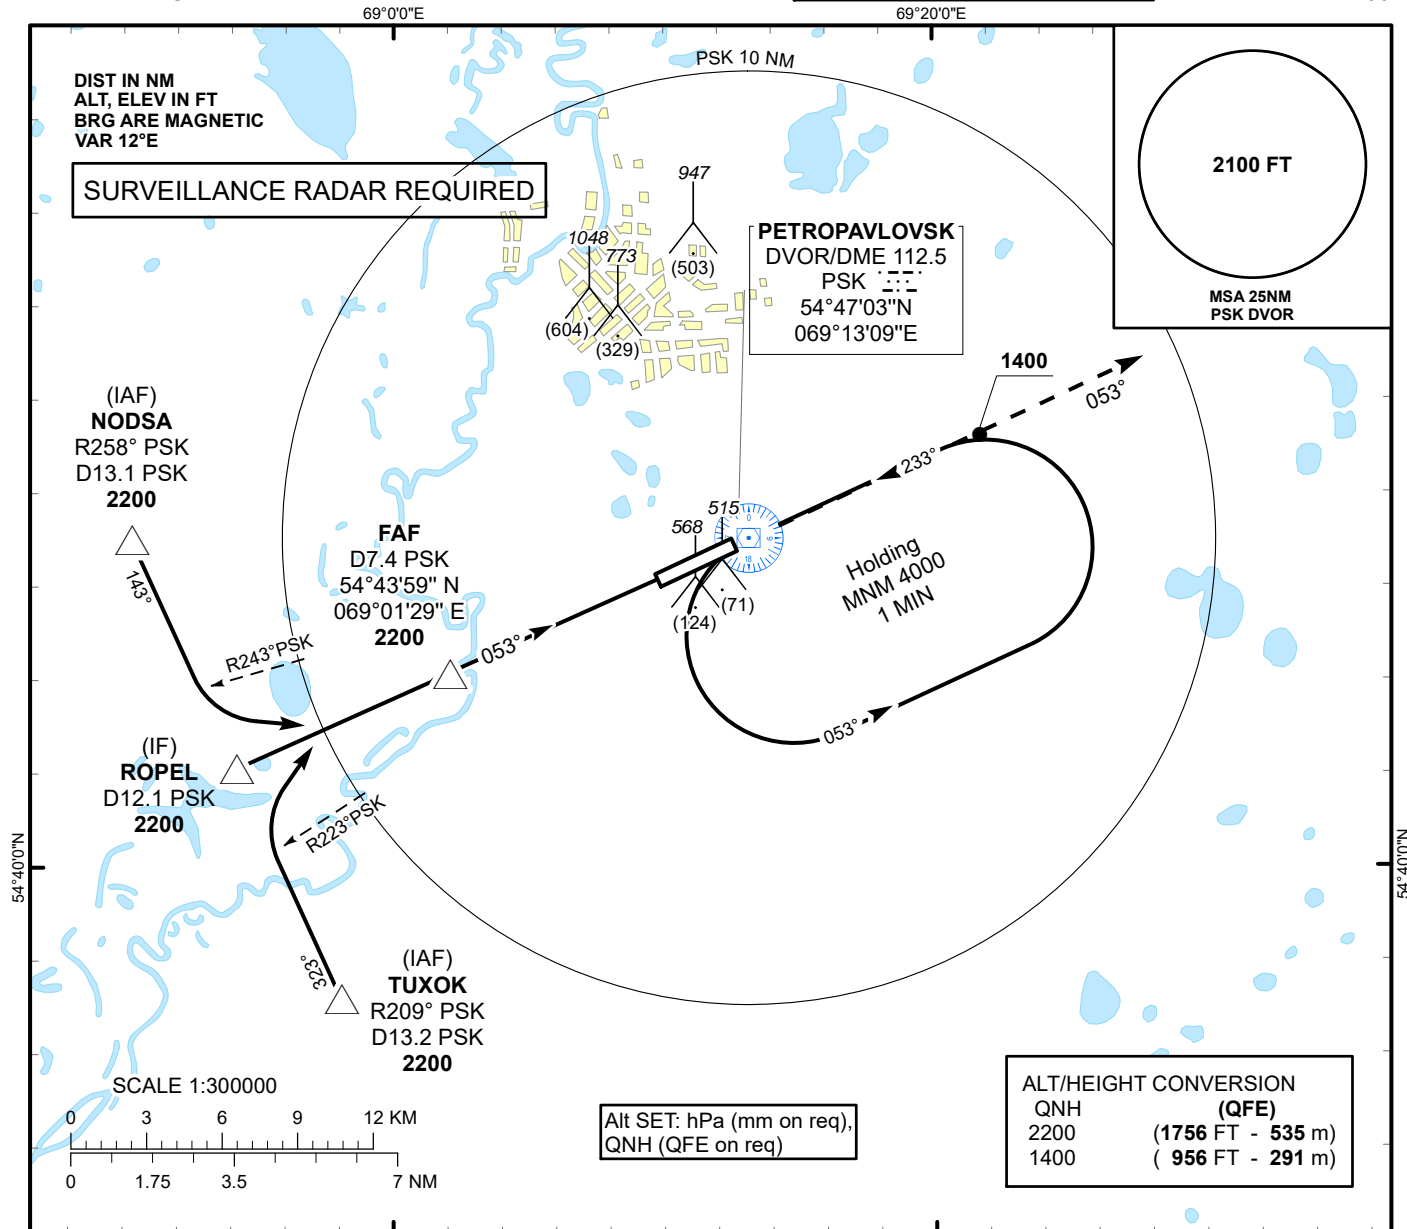 69°0'0"E
69°20'0"E
PSK 10 NM
DIST IN NM
ALT, ELEV IN FT
BRG ARE MAGNETIC
VAR 12°E
SURVEILLANCE RADAR REQUIRED
2100 FT
MSA 25NM
PSK DVOR
947
(503)
1048
773
(604)
(329)
PETROPAVLOVSK
DVOR/DME 112.5
PSK
54°47'03"N
069°13'09"E
1400
053°
233°
(IAF)
NODSA
R258° PSK
D13.1 PSK
2200
143°
FAF
D7.4 PSK
54°43'59" N
069°01'29" E
2200
515
568
0
18
(71)
(124)
Holding
MNM 4000
1 MIN
R243°PSK
053°
053°
(IF)
ROPEL
D12.1 PSK
2200
R223°PSK
54°40'0"N
54°40'0"N
323°
(IAF)
TUXOK
R209° PSK
D13.2 PSK
2200
SCALE 1:300000
0 3 6 9 12 KM
0 1.75 3.5 7 NM
Alt SET: hPa (mm on req),
QNH (QFE on req)
ALT/HEIGHT CONVERSION
QNH (QFE)
2200 (1756 FT - 535 m)
1400 ( 956 FT - 291 m)